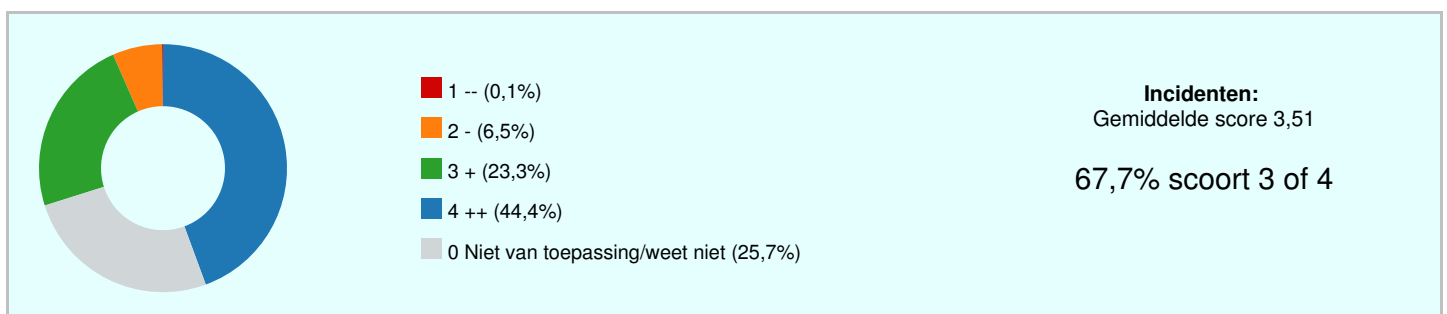 1 -- (0,1%)
2 - (6,5%)
3 + (23,3%)
4 ++ (44,4%)
0 Niet van toepassing/weet niet (25,7%)
Incidenten:
Gemiddelde score 3,51
67,7% scoort 3 of 4